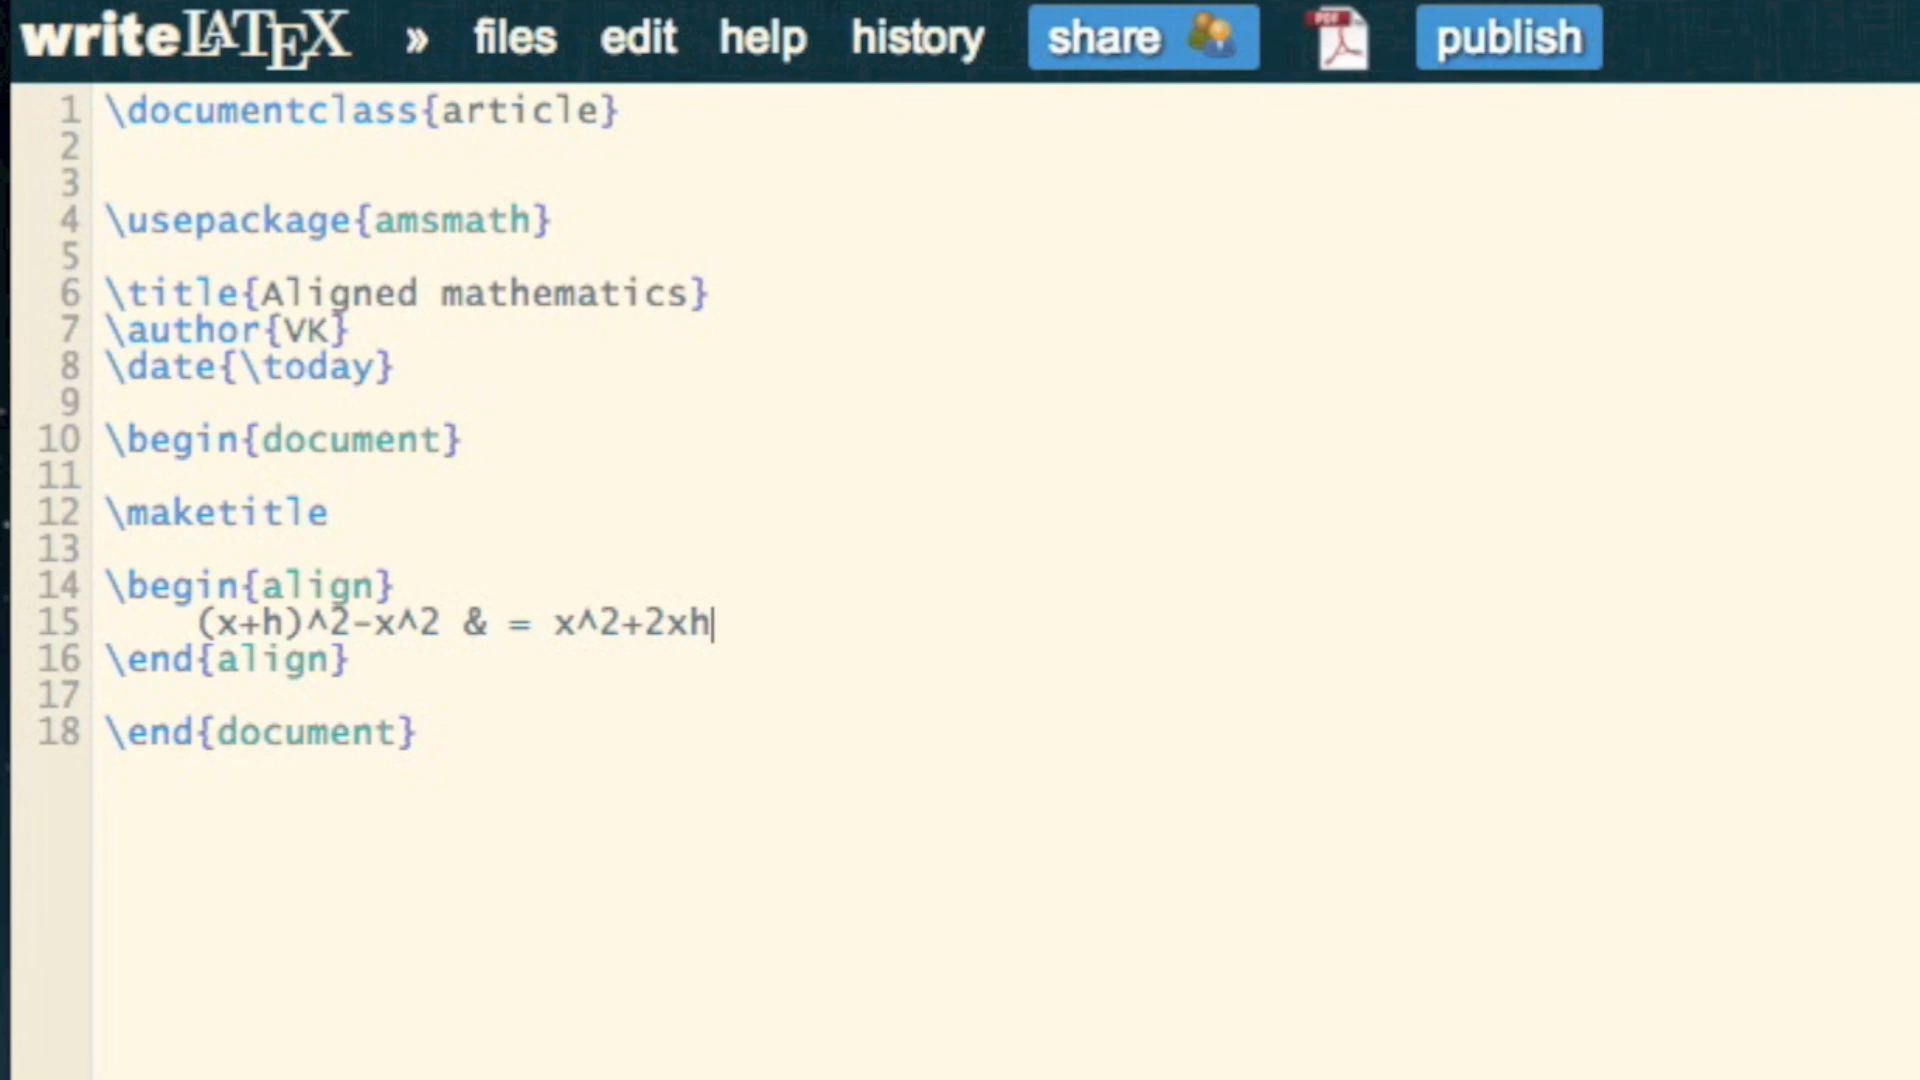 writeLATEX » files edit help history share PDF publish
1 \documentclass{article}
2
3
4 \usepackage{amsmath}
5
6 \title{Aligned mathematics}
7 \author{VK}
8 \date{\today}
9
10 \begin{document}
11
12 \maketitle
13
14 \begin{align}
15 (x+h)^2-x^2 & = x^2+2xh
16 \end{align}
17
18 \end{document}